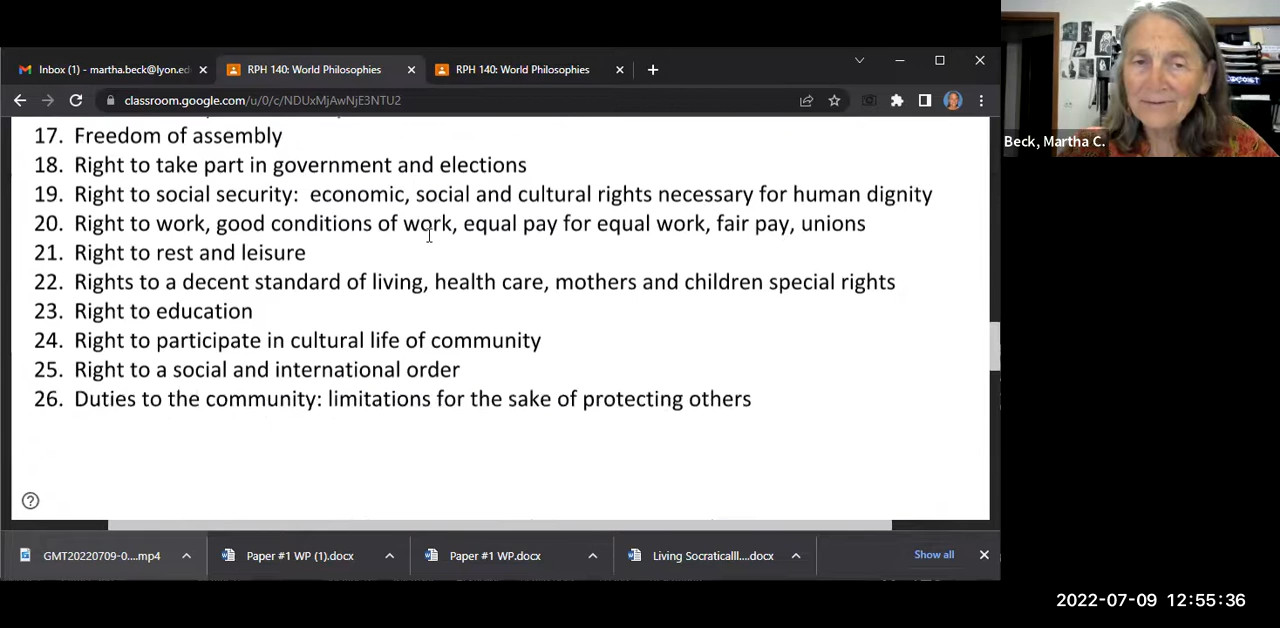 Inbox (1) - martha.beck@lyon.ed
RPH 140: World Philosophies
RPH 140: World Philosophies
classroom.google.com/u/0/c/NDUxMjAwNjE3NTU2
Beck, Martha C.
17. Freedom of assembly
18. Right to take part in government and elections
19. Right to social security: economic, social and cultural rights necessary for human dignity
20. Right to work, good conditions of work, equal pay for equal work, fair pay, unions
21. Right to rest and leisure
22. Rights to a decent standard of living, health care, mothers and children special rights
23. Right to education
24. Right to participate in cultural life of community
25. Right to a social and international order
26. Duties to the community: limitations for the sake of protecting others
GMT20220709-0....mp4
Paper #1 WP (1).docx
Paper #1 WP.docx
Living Socraticalll....docx
Show all
2022-07-09 12:55:36